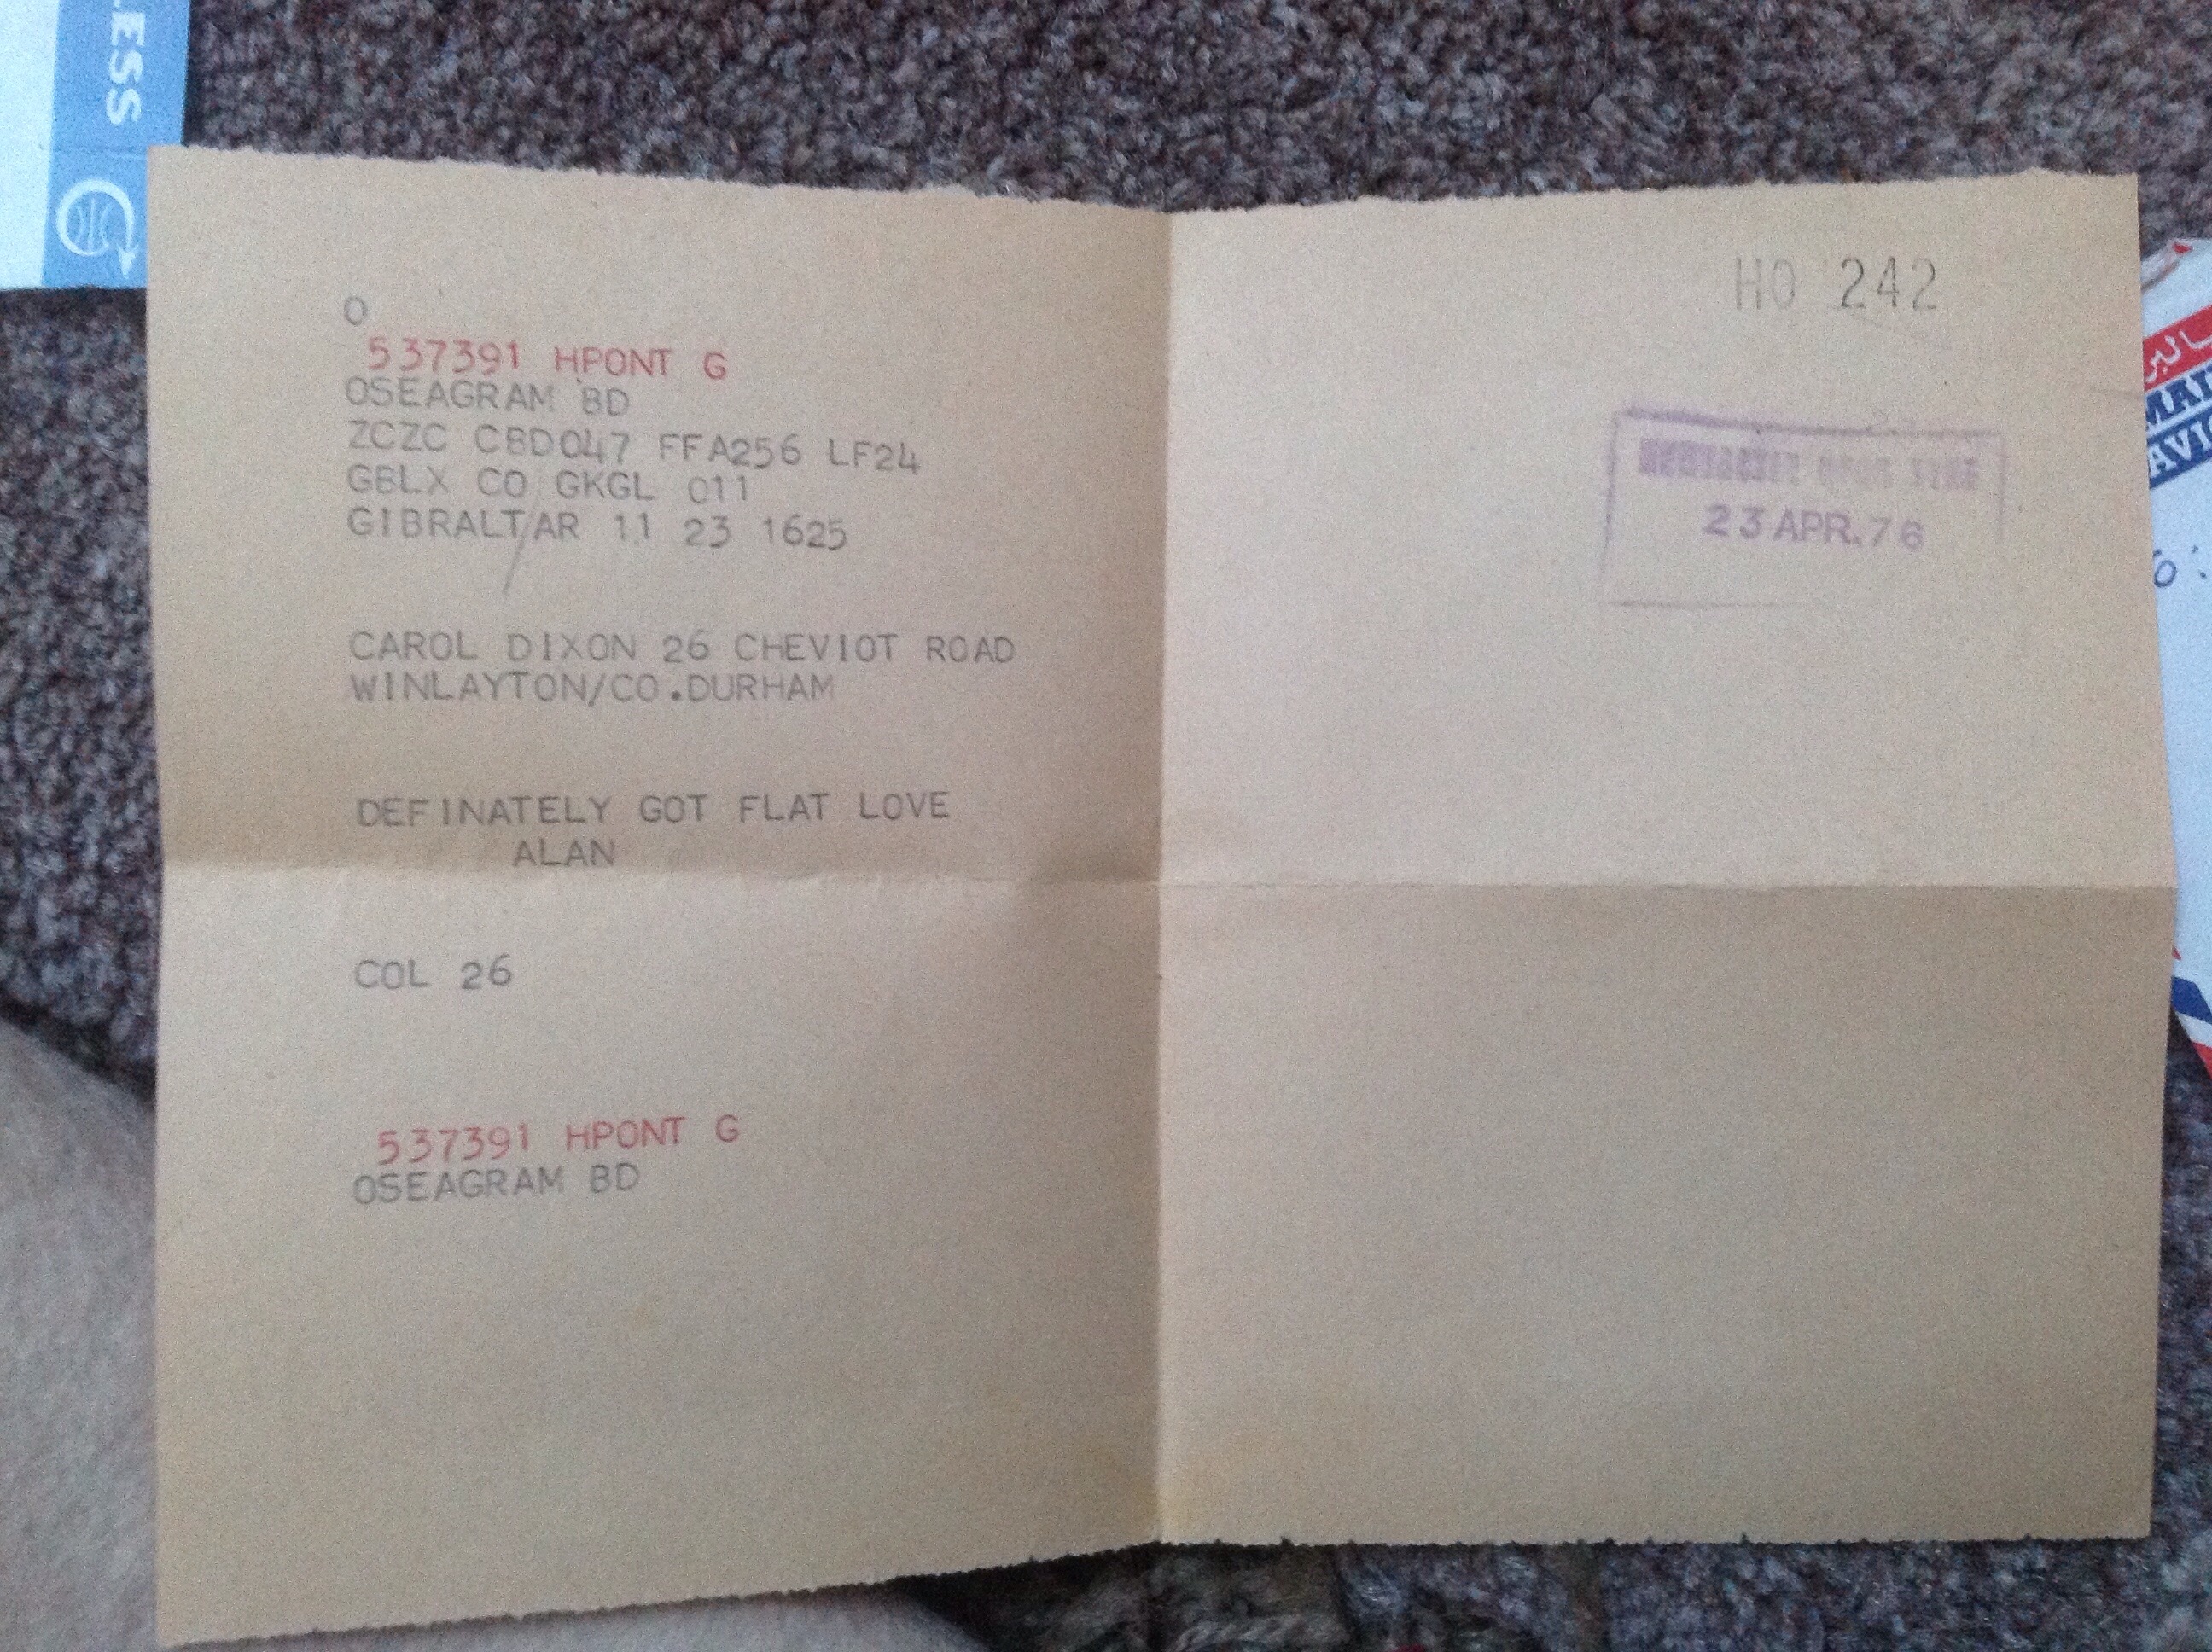 LESS
HO 242
O
537391 HPONT G
OSEAGRAM BD
ZCZC CBD047 FFA256 LF24
GBLX CO GKGL 011
GIBRALTAR 11 23 1625
23 APR.76
CAROL DIXON 26 CHEVIOT ROAD
WINLAYTON/CO.DURHAM
DEFINATELY GOT FLAT LOVE
ALAN
COL 26
537391 HPONT G
OSEAGRAM BD